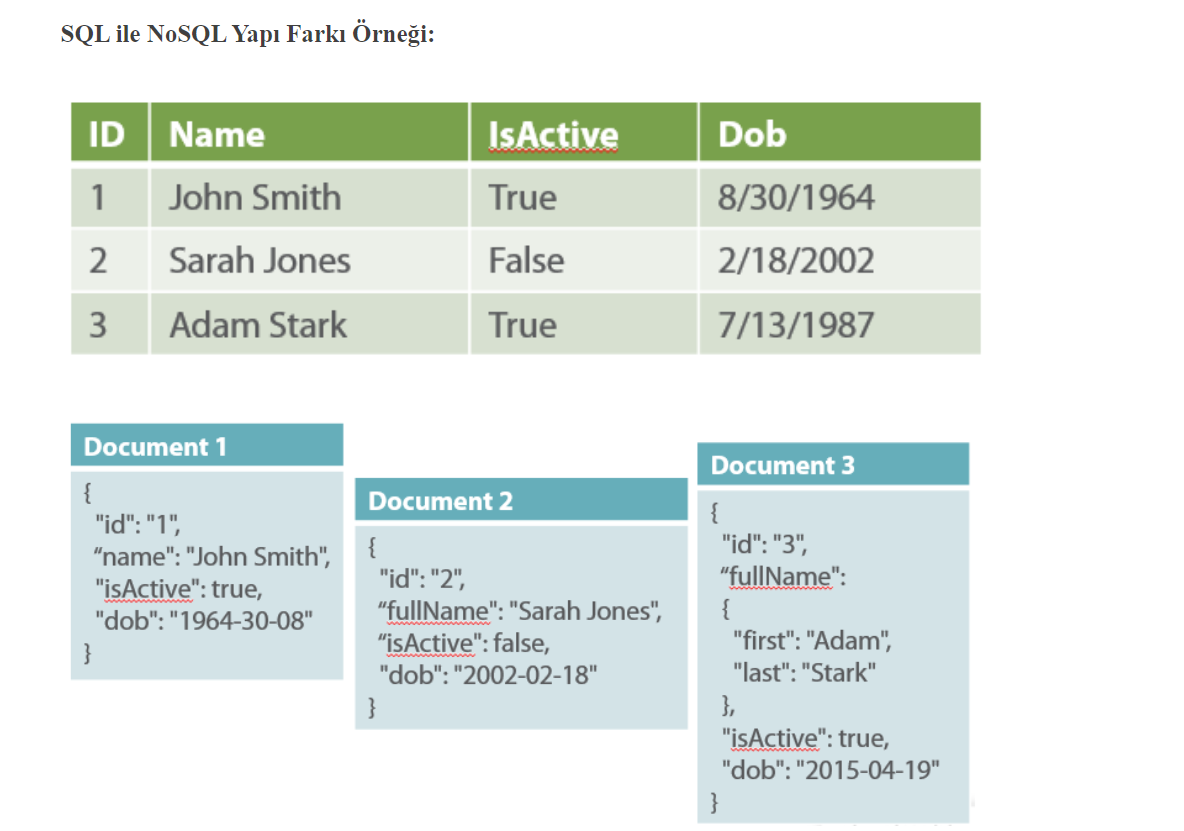 SQL ile NoSQL Yapı Farkı Örneği:
ID Name IsActive Dob
1 John Smith True 8/30/1964
2 Sarah Jones False 2/18/2002
3 Adam Stark True 7/13/1987
Document 1
{
"id": "1",
“name": "John Smith",
"isActive": true,
"dob": "1964-30-08"
}
Document 2
{
"id": "2",
“fullName": "Sarah Jones",
“isActive": false,
"dob": "2002-02-18"
}
Document 3
{
"id": "3",
“fullName":
{
"first": "Adam",
"last": "Stark"
},
"isActive": true,
"dob": "2015-04-19"
}